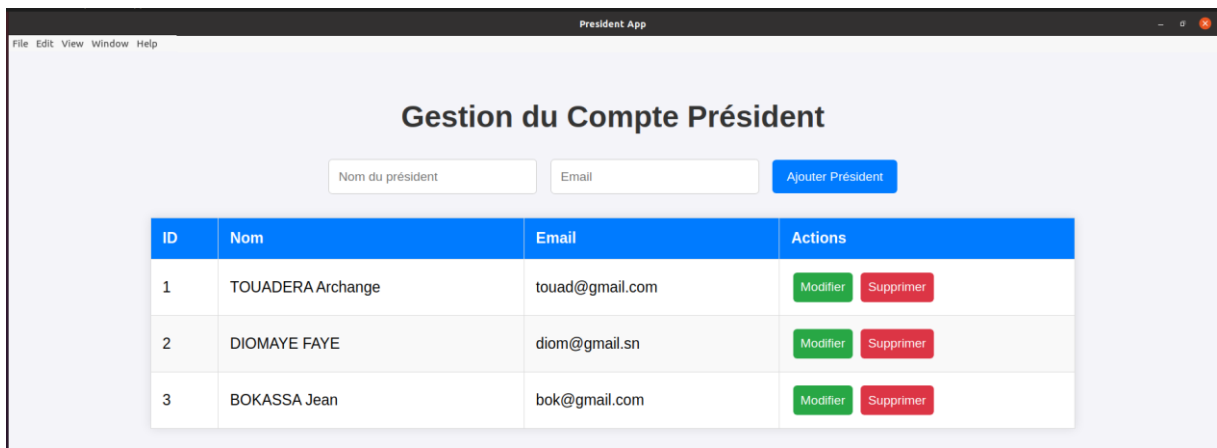 President App
File Edit View Window Help
Gestion du Compte Président
Nom du président Email Ajouter Président
ID Nom Email Actions
1 TOUADERA Archange touad@gmail.com Modifier Supprimer
2 DIOMAYE FAYE diom@gmail.sn Modifier Supprimer
3 BOKASSA Jean bok@gmail.com Modifier Supprimer